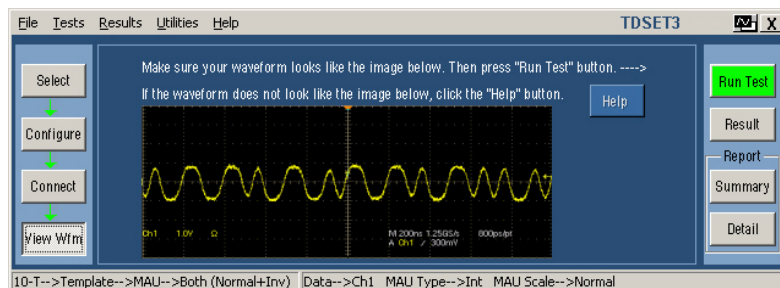 File Tests Results Utilities Help TDSET3 X
Make sure your waveform looks like the image below. Then press "Run Test" button. ---->
If the waveform does not look like the image below, click the "Help" button.
Help
Select
Configure
Connect
View Wfm
Ch1 1.0V Ω
M 200ns 1.25GS/s 800ps/pt
A Ch1 / 300mV
Run Test
Result
Report
Summary
Detail
10-T-->Template-->MAU-->Both (Normal+Inv) Data-->Ch1 MAU Type-->Int MAU Scale-->Normal